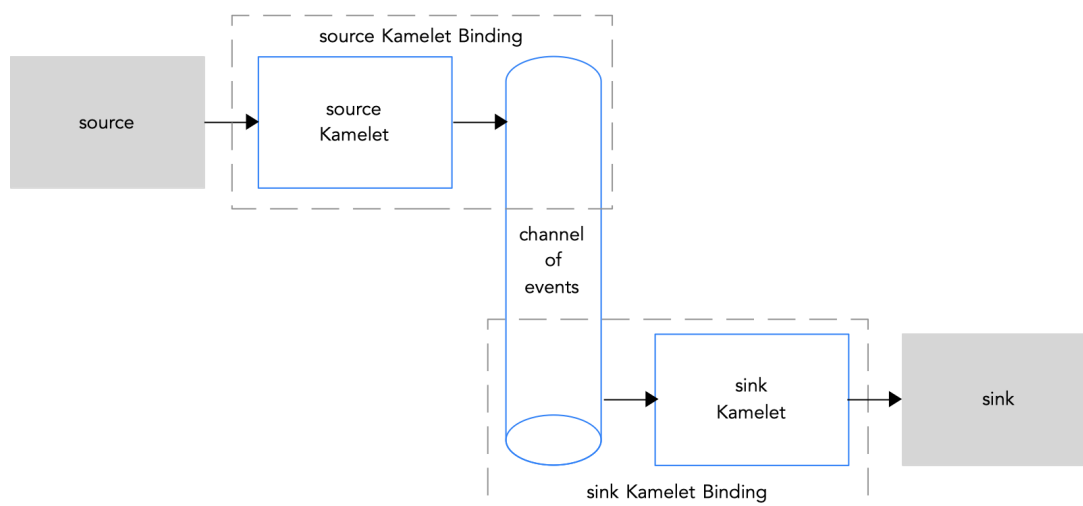 source Kamelet Binding
source
source
Kamelet
channel
of
events
sink
Kamelet
sink
sink Kamelet Binding